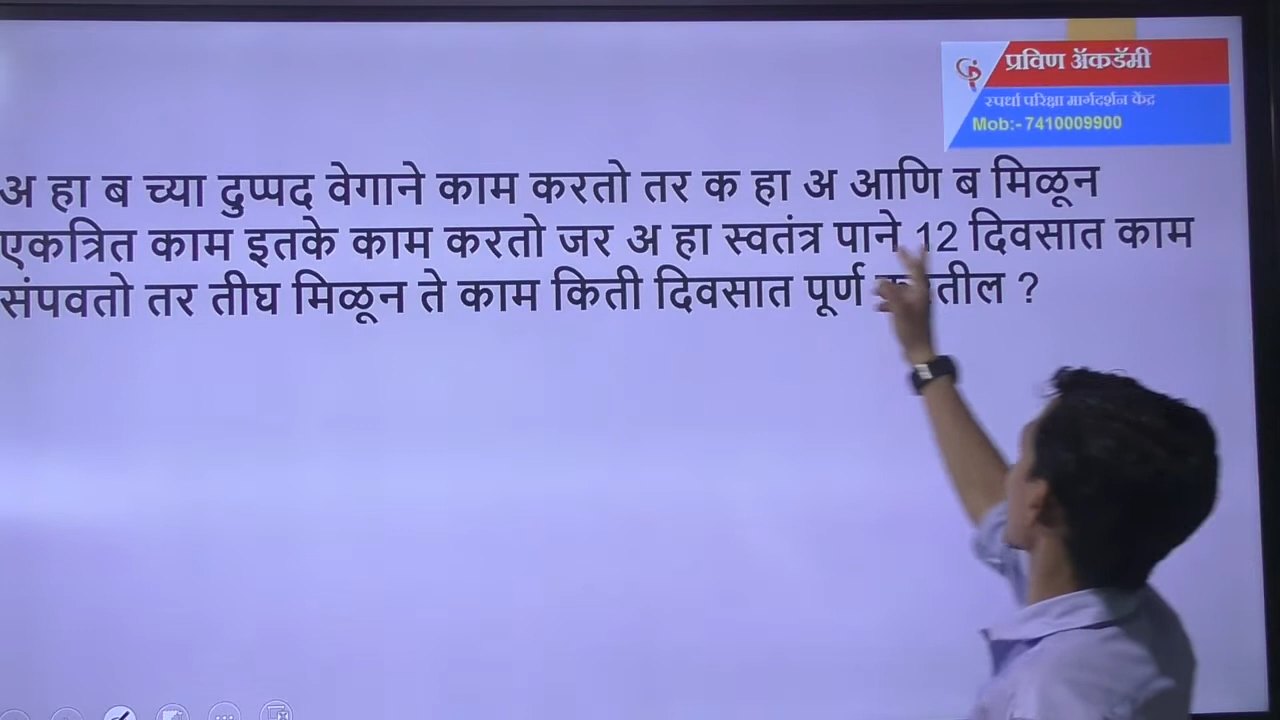 प्रविण ॲकडॅमी
स्पर्धा परिक्षा मार्गदर्शन केंद्र
Mob:- 7410009900
अ हा ब च्या दुप्पद वेगाने काम करतो तर क हा अ आणि ब मिळून
एकत्रित काम इतके काम करतो जर अ हा स्वतंत्र पाने 12 दिवसात काम
संपवतो तर तीघ मिळून ते काम किती दिवसात पूर्ण ?